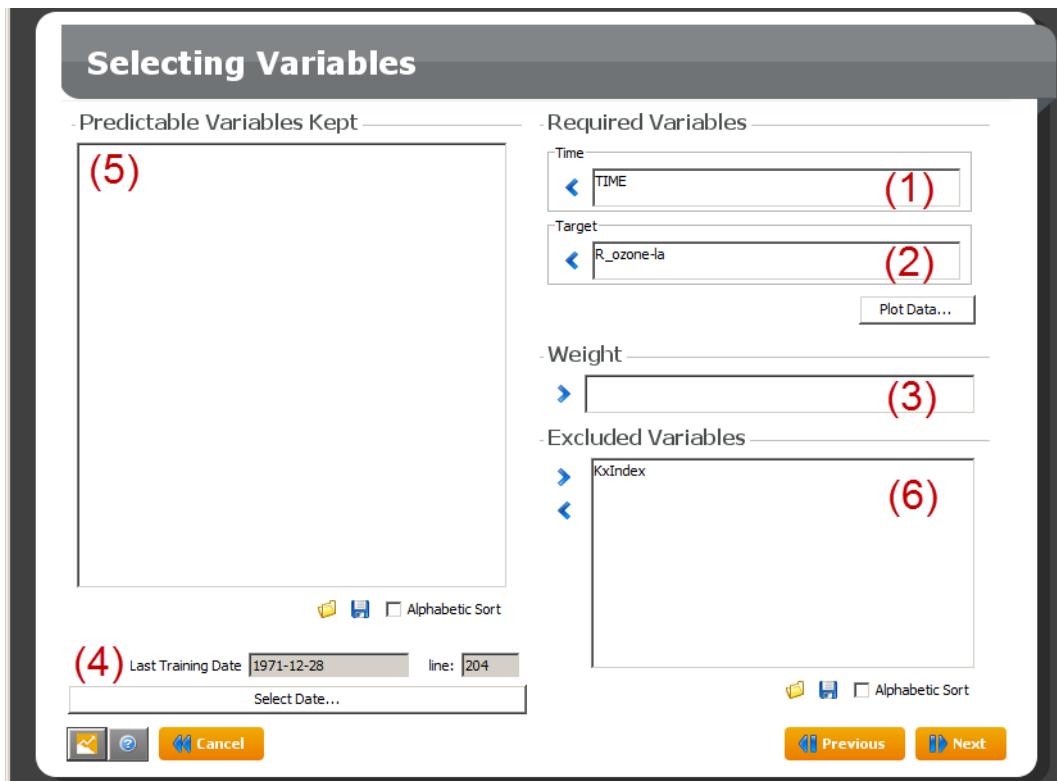 Selecting Variables
Predictable Variables Kept
(5)
Alphabetic Sort
(4) Last Training Date 1971-12-28 line: 204
Select Date...
Required Variables
Time
TIME (1)
Target
R_ozone-la (2)
Plot Data...
Weight
(3)
Excluded Variables
KxIndex
(6)
Alphabetic Sort
? Cancel
Previous Next